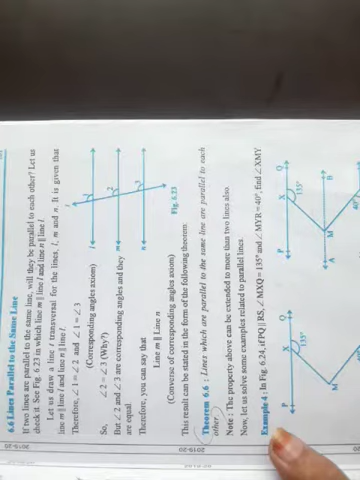 6.6 Lines Parallel to the Same Line
If two lines are parallel to the same line, will they be parallel to each other? Let us
check it. See Fig. 6.23 in which line m || line l and line n || line l.
Let us draw a line t transversal for the lines, l, m and n. It is given that
line m || line l and line n || line l.
Therefore, ∠1 = ∠2 and ∠1 = ∠3
(Corresponding angles axiom)
So, ∠2 = ∠3 (Why?)
But ∠2 and ∠3 are corresponding angles and they
are equal.
Therefore, you can say that
Line m || Line n
(Converse of corresponding angles axiom)
t
l
1
m
2
n
3
Fig. 6.23
This result can be stated in the form of the following theorem:
Theorem 6.6 : Lines which are parallel to the same line are parallel to each
other.
Note : The property above can be extended to more than two lines also.
Now, let us solve some examples related to parallel lines.
Example 4 : In Fig. 6.24, if PQ || RS, ∠MXQ = 135° and ∠MYR = 40°, find ∠XMY.
P X Q
135°
M
P X Q
135°
A M B
40°
2019-20
2019-20